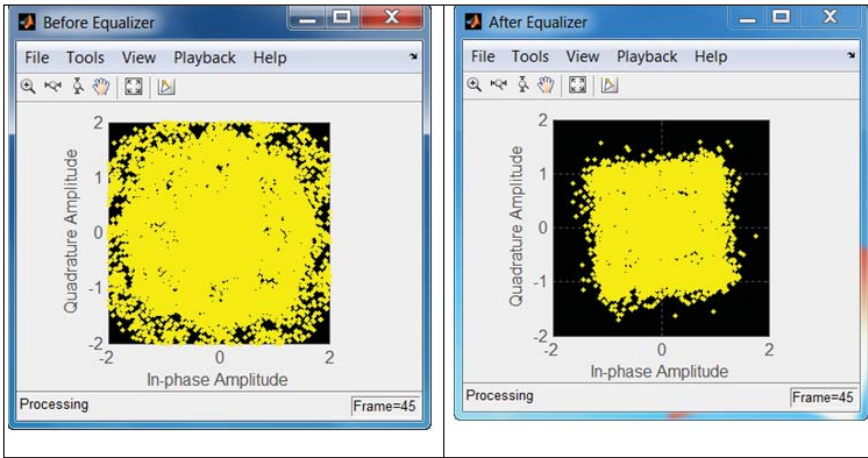 Before Equalizer
File Tools View Playback Help
2
1
0
-1
-2
Quadrature Amplitude
-2 0 2
In-phase Amplitude
Processing Frame=45
After Equalizer
File Tools View Playback Help
2
1
0
-1
-2
Quadrature Amplitude
-2 0 2
In-phase Amplitude
Processing Frame=45